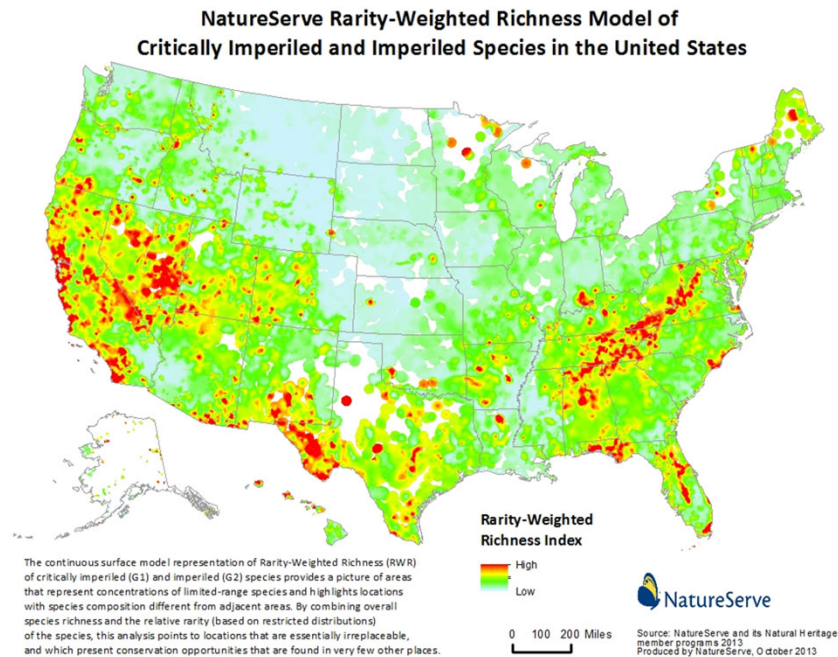 NatureServe Rarity-Weighted Richness Model of
Critically Imperiled and Imperiled Species in the United States
Rarity-Weighted
Richness Index
High
Low
The continuous surface model representation of Rarity-Weighted Richness (RWR)
of critically imperiled (G1) and imperiled (G2) species provides a picture of areas
that represent concentrations of limited-range species and highlights locations
with species composition different from adjacent areas. By combining overall
species richness and the relative rarity (based on restricted distributions)
of the species, this analysis points to locations that are essentially irreplaceable,
and which present conservation opportunities that are found in very few other places.
0 100 200 Miles
NatureServe
Source: NatureServe and its Natural Heritage
member programs 2013
Produced by NatureServe, October 2013